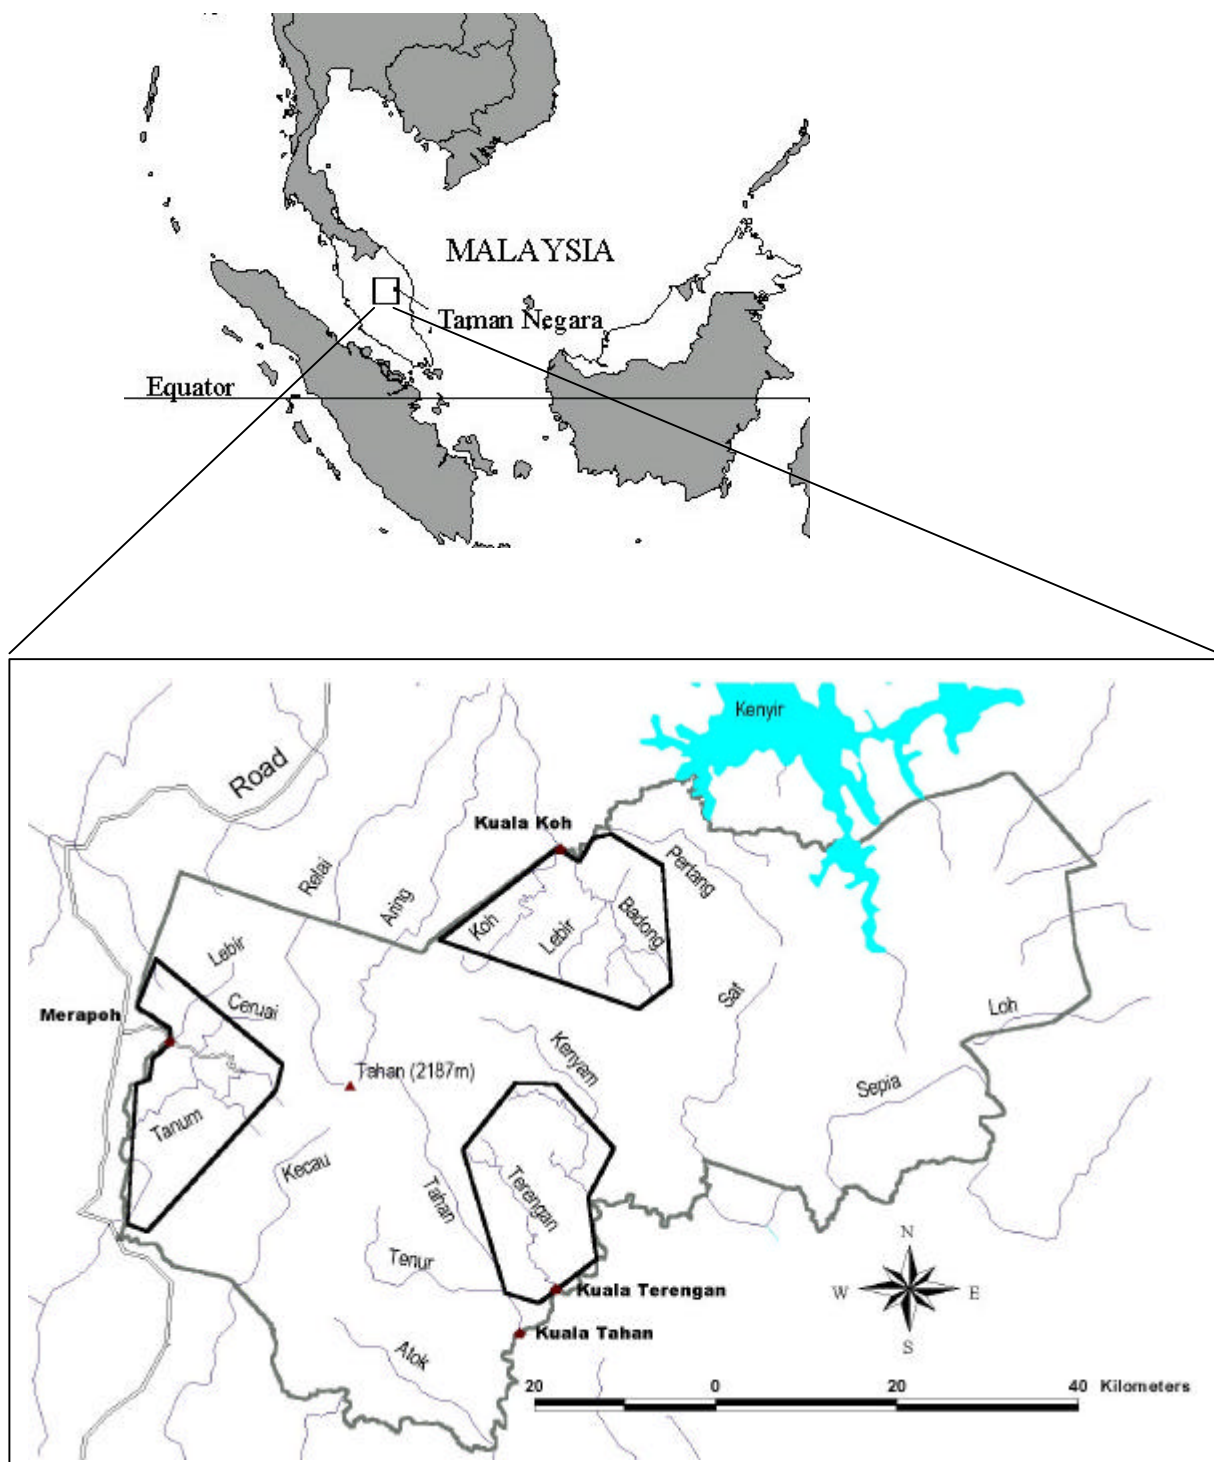 MALAYSIA
Taman Negara
Equator
Kenyir
Road
Kuala Koh
Pertang
Relai
Aring
Koh
Lebir
Badong
Lebir
Ceruai
Merapoh
Sat
Loh
Kenyam
Tahan (2187m)
Sepia
Tanum
Kecau
Tahan
Terengan
Tenur
N
W
E
S
Kuala Terengan
Kuala Tahan
Atok
20 0 20 40 Kilometers